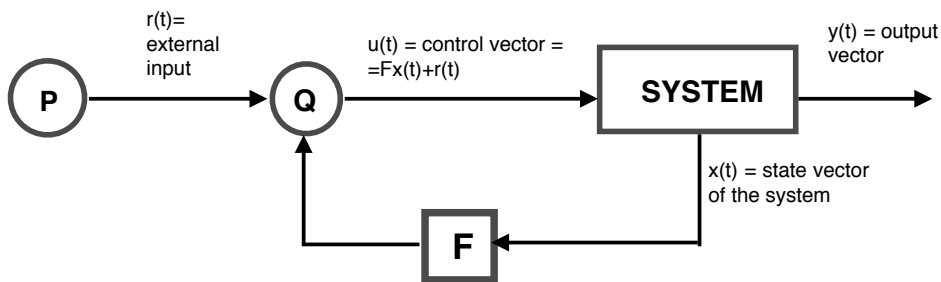 r(t)=
external
input
u(t) = control vector =
=Fx(t)+r(t)
y(t) = output
vector
P
Q
SYSTEM
x(t) = state vector
of the system
F